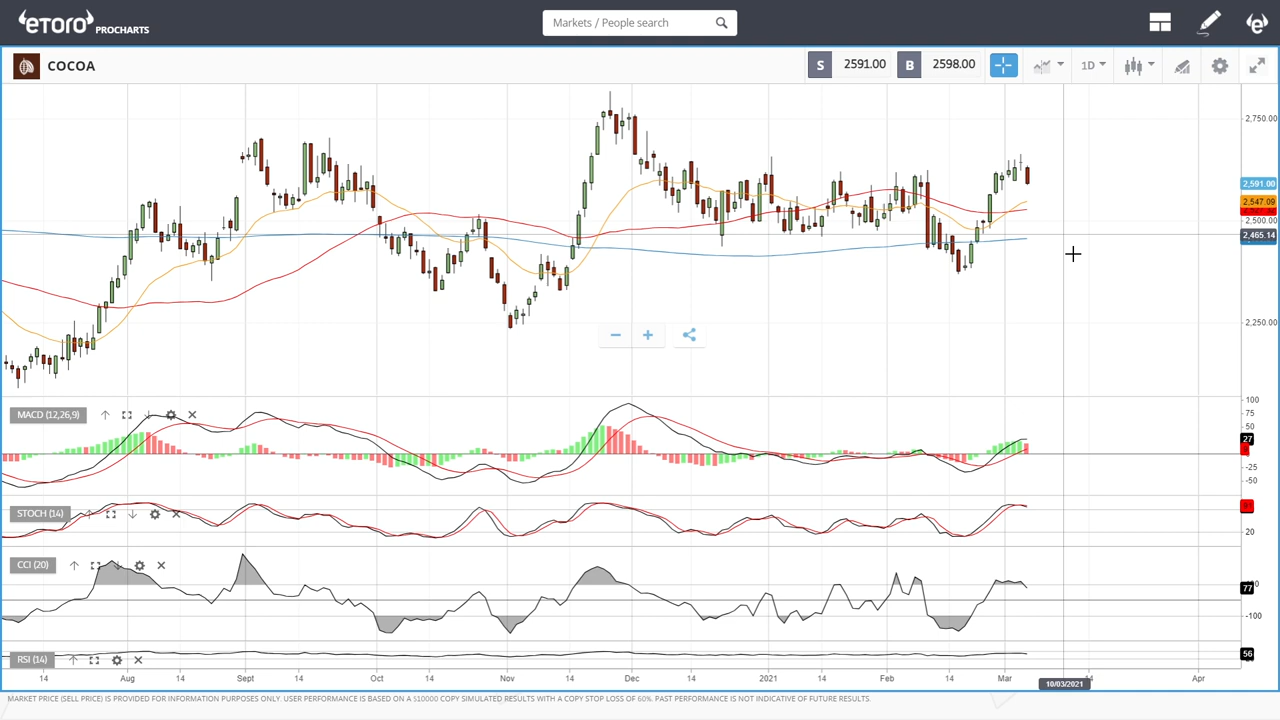 eToro PROCHARTS
Markets / People search
COCOA
S 2591.00 B 2598.00
1D
2,750.00
2,591.00
2,547.09
2,500.00
2,465.14
2,250.00
MACD (12,26,9)
100
75
50
27
-25
-50
STOCH (14)
20
CCI (20)
77
-100
RSI (14)
56
14 Aug 14 Sept 14 Oct 14 Nov 14 Dec 14 2021 14 Feb 14 Mar 14 Apr
10/03/2021
MARKET PRICE (SELL PRICE) IS PROVIDED FOR INFORMATION PURPOSES ONLY. USER PERFORMANCE IS BASED ON A $10000 COPY SIMULATED RESULTS WITH A COPY STOP LOSS OF 60%. PAST PERFORMANCE IS NOT INDICATIVE OF FUTURE RESULTS.